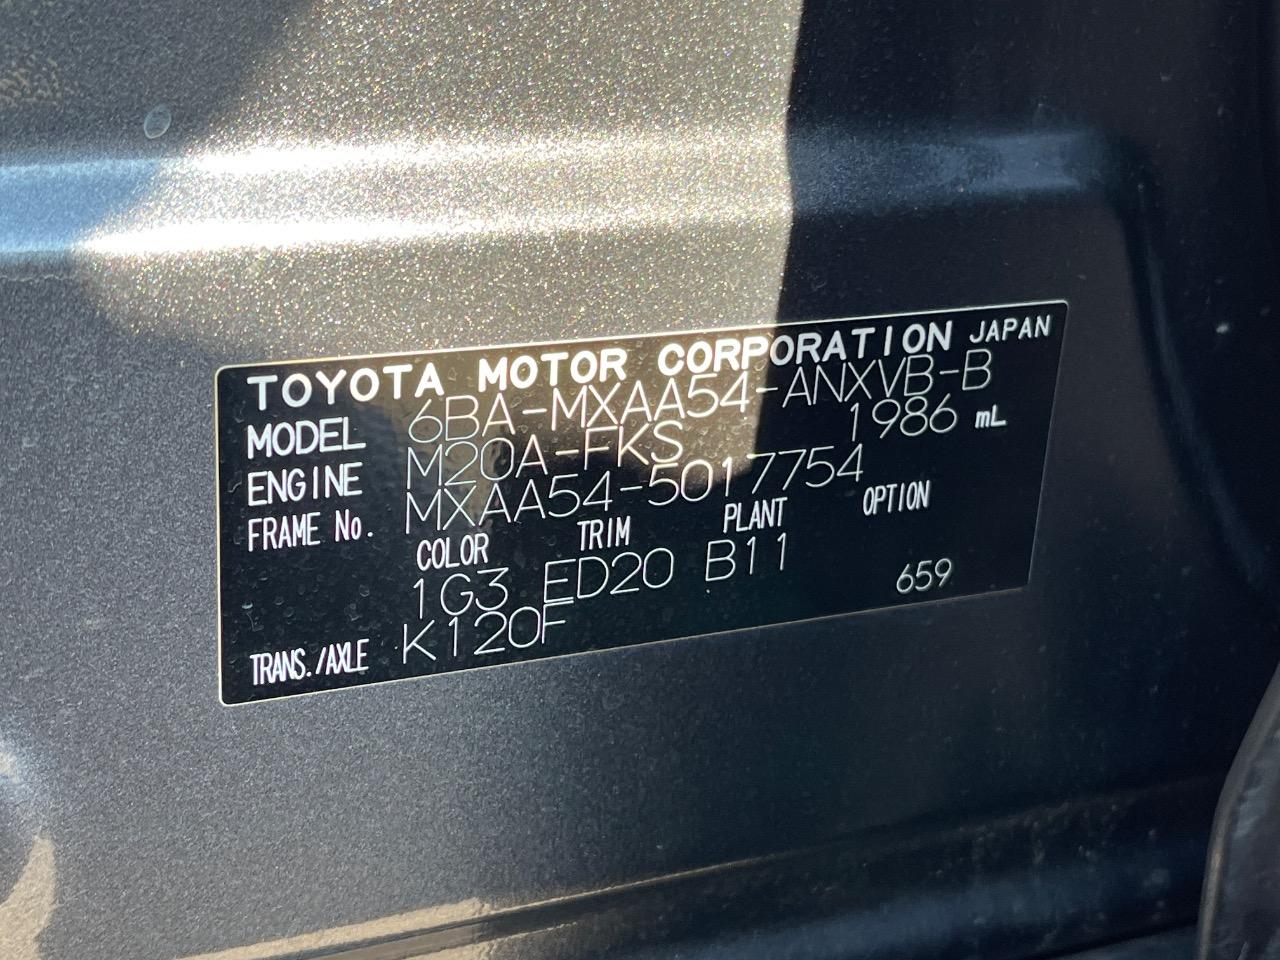 TOYOTA MOTOR CORPORATION JAPAN
MODEL 6BA-MXAA54-ANXVB-B
ENGINE M20A-FKS 1986 mL
FRAME No. MXAA54-5017754
COLOR TRIM PLANT OPTION
1G3 ED20 B11
TRANS./AXLE K120F 659